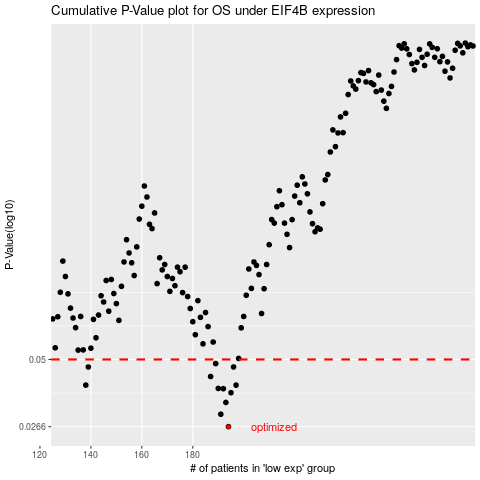 Cumulative P-Value plot for OS under EIF4B expression
P-Value(log10)
0.05
0.0266
optimized
120 140 160 180
# of patients in 'low exp' group